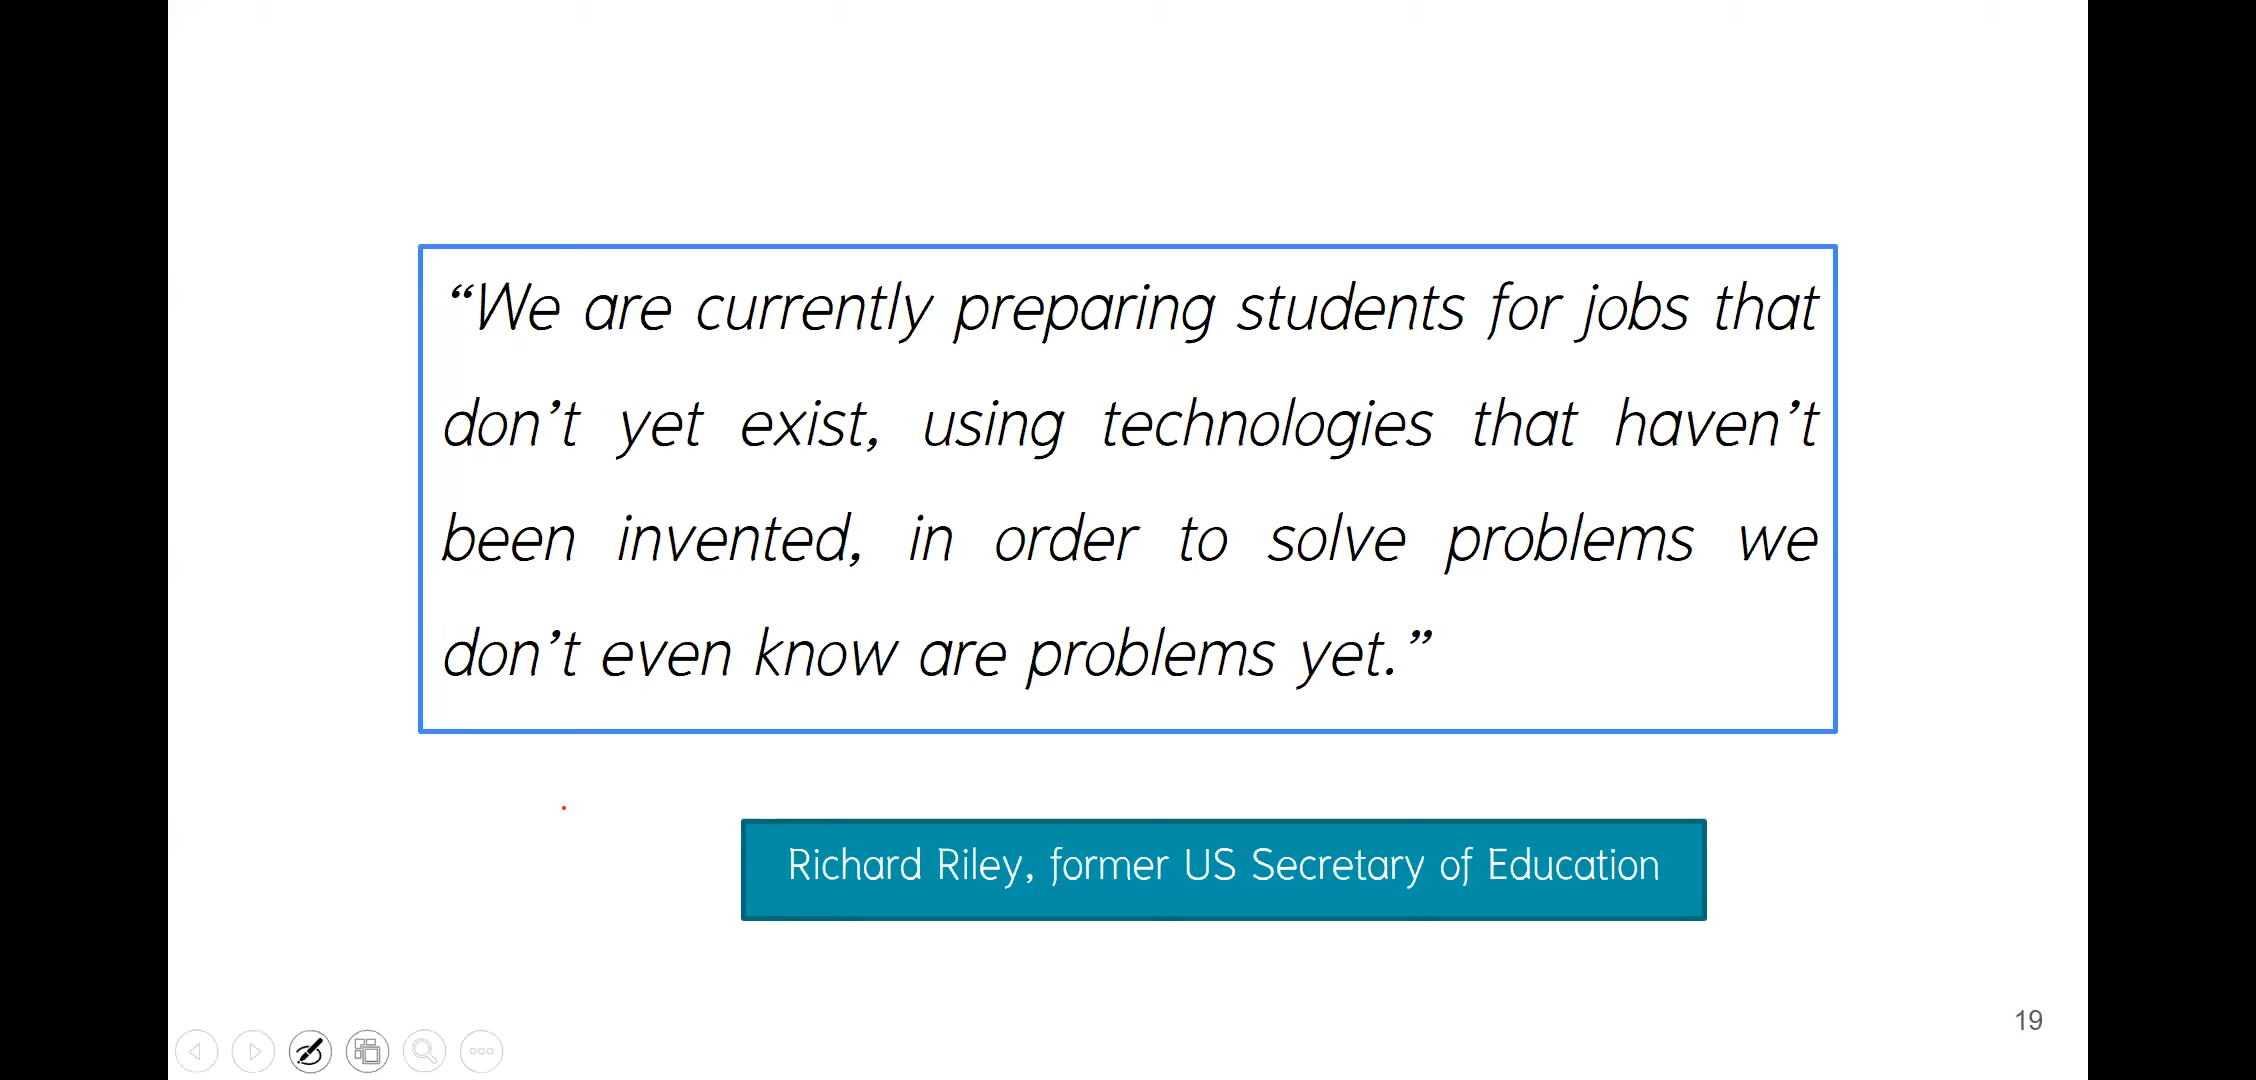 “We are currently preparing students for jobs that
don’t yet exist, using technologies that haven’t
been invented, in order to solve problems we
don’t even know are problems yet.”
Richard Riley, former US Secretary of Education
19